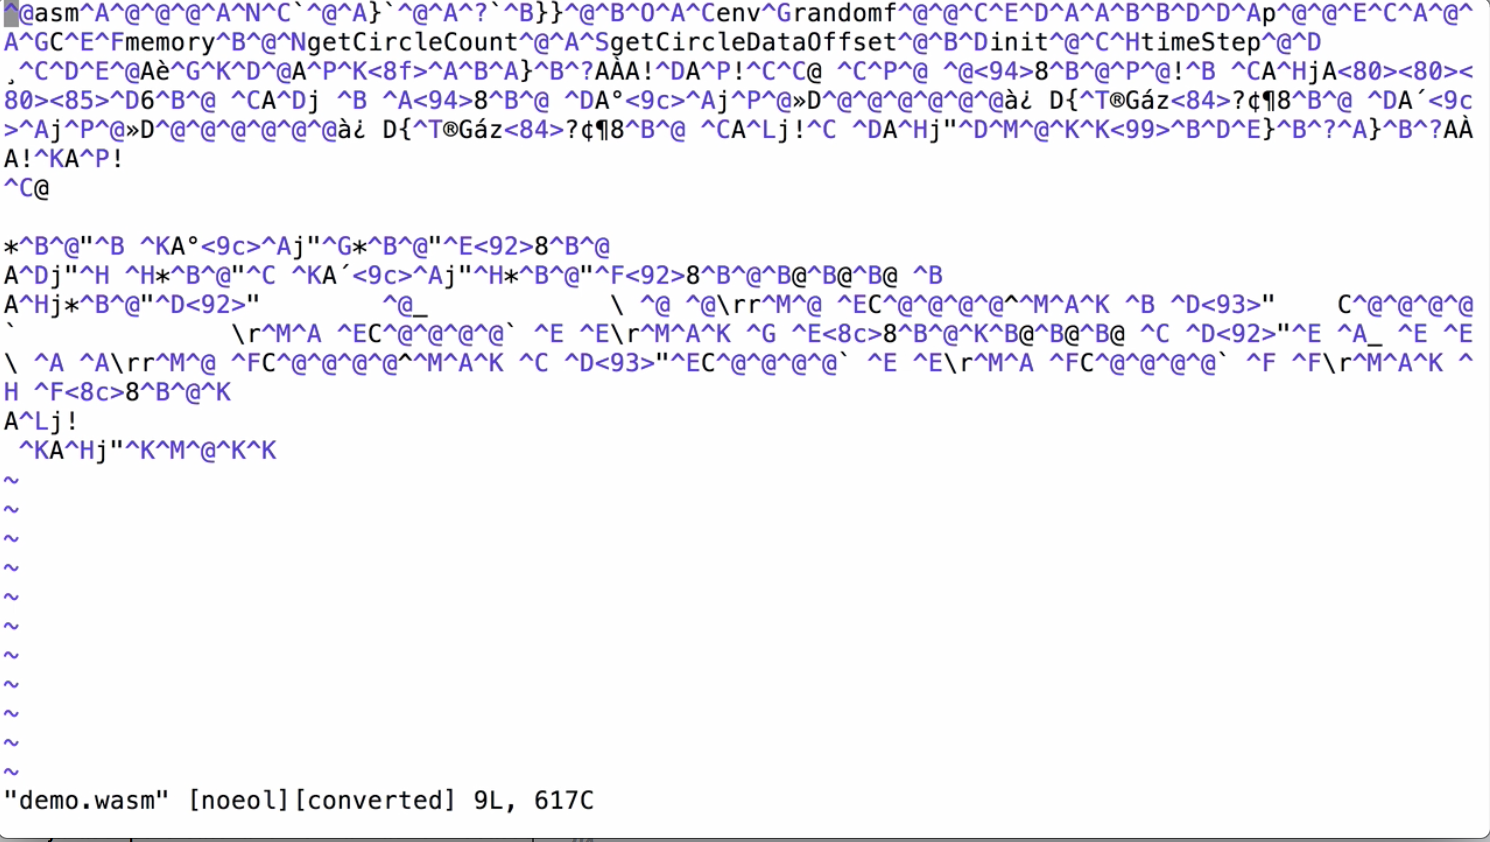 ^@asm^A^@^@^@^A^N^C`^@^A}`^@^A^?`^B}}^@^B^O^A^Cenv^Grandomf^@^@^C^E^D^A^A^B^B^D^D^Ap^@^@^E^C^A^@^
A^GC^E^Fmemory^B^@^NgetCircleCount^@^A^SgetCircleDataOffset^@^B^Dinit^@^C^HtimeStep^@^D
¸^C^D^E^@Aè^G^K^D^@A^P^K<8f>^A^B^A}^B^?AÀA!^DA^P!^C^C@ ^C^P^@ ^@<94>8^B^@^P^@!^B ^CA^HjA<80><80><
80><85>^D6^B^@ ^CA^Dj ^B ^A<94>8^B^@ ^DA°<9c>^Aj^P^@»D^@^@^@^@^@^@à¿ D{^T®Gáz<84>?¢¶8^B^@ ^DA´<9c
>^Aj^P^@»D^@^@^@^@^@^@à¿ D{^T®Gáz<84>?¢¶8^B^@ ^CA^Lj!^C ^DA^Hj"^D^M^@^K^K<99>^B^D^E}^B^?^A}^B^?AÀ
A!^KA^P!
^C@
*^B^@"^B ^KA°<9c>^Aj"^G*^B^@"^E<92>8^B^@
A^Dj"^H ^H*^B^@"^C ^KA´<9c>^Aj"^H*^B^@"^F<92>8^B^@^B@^B@^B@ ^B
A^Hj*^B^@"^D<92>"        ^@_            \ ^@ ^@\rr^M^@ ^EC^@^@^@^@^^M^A^K ^B ^D<93>"    C^@^@^@^@
`              \r^M^A ^EC^@^@^@^@` ^E ^E\r^M^A^K ^G ^E<8c>8^B^@^K^B@^B@^B@ ^C ^D<92>"^E ^A_ ^E ^E
\ ^A ^A\rr^M^@ ^FC^@^@^@^@^^M^A^K ^C ^D<93>"^EC^@^@^@^@` ^E ^E\r^M^A ^FC^@^@^@^@` ^F ^F\r^M^A^K ^
H ^F<8c>8^B^@^K
A^Lj!
 ^KA^Hj"^K^M^@^K^K
~
~
~
~
~
~
~
~
~
~
~
"demo.wasm" [noeol][converted] 9L, 617C